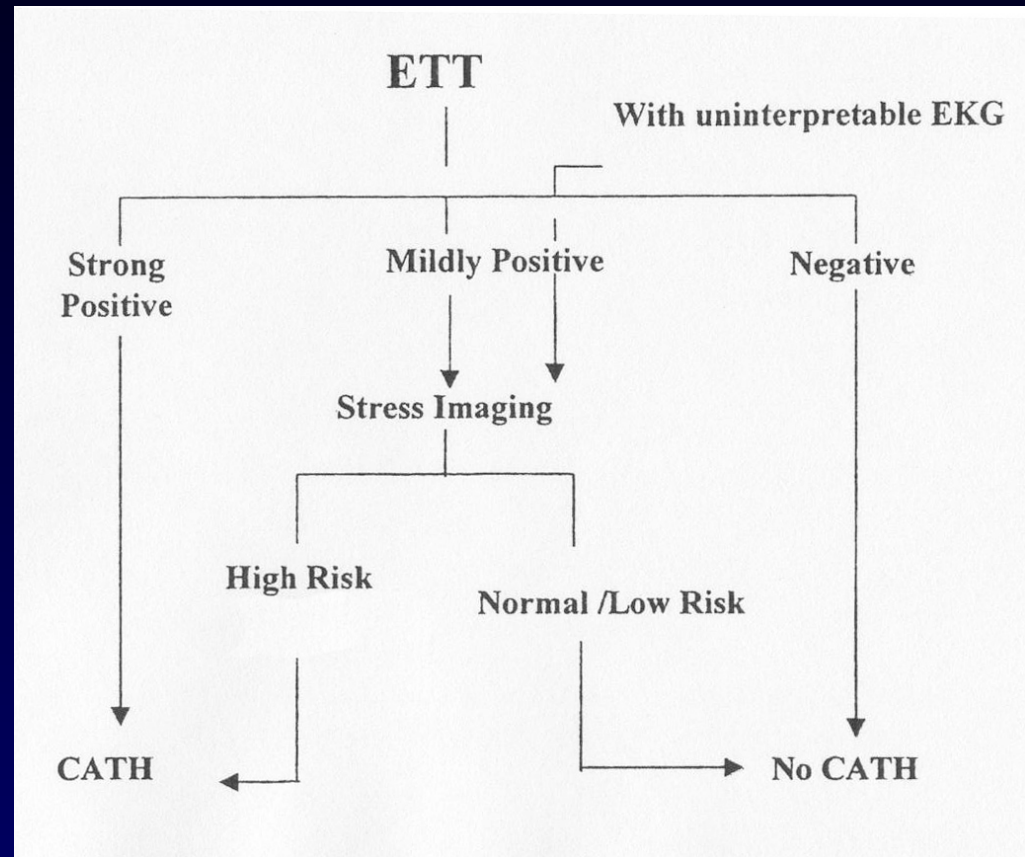 ETT
With uninterpretable EKG
Strong
Positive
Mildly Positive
Negative
Stress Imaging
High Risk
Normal /Low Risk
CATH
No CATH